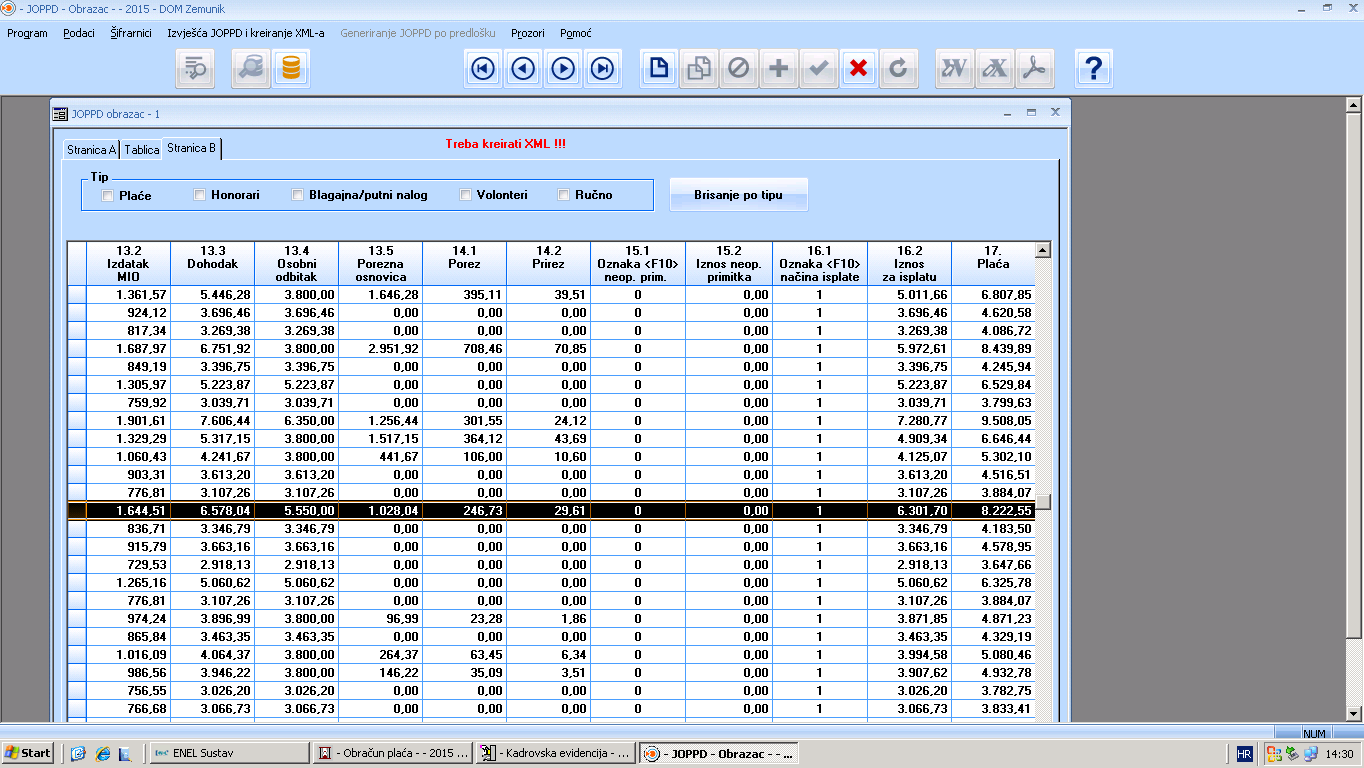 - JOPPD - Obrazac - - 2015 - DOM Zemunik
Program Podaci Šifrarnici Izvješća JOPPD i kreiranje XML-a Generiranje JOPPD po predlošku Prozori Pomoć
JOPPD obrazac - 1
Stranica A Tablica Stranica B
Treba kreirati XML !!!
Tip
Plaće Honorari Blagajna/putni nalog Volonteri Ručno Brisanje po tipu
13.2 13.3 13.4 13.5 14.1 14.2 15.1 15.2 16.1 16.2 17.
Izdatak Dohodak Osobni Porezna Porez Prirez Oznaka <F10> Iznos neop. Oznaka <F10> Iznos Plaća
MIO odbitak osnovica neop. prim. primitka načina isplate za isplatu
1.361,57 5.446,28 3.800,00 1.646,28 395,11 39,51 0 0,00 1 5.011,66 6.807,85
924,12 3.696,46 3.696,46 0,00 0,00 0,00 0 0,00 1 3.696,46 4.620,58
817,34 3.269,38 3.269,38 0,00 0,00 0,00 0 0,00 1 3.269,38 4.086,72
1.687,97 6.751,92 3.800,00 2.951,92 708,46 70,85 0 0,00 1 5.972,61 8.439,89
849,19 3.396,75 3.396,75 0,00 0,00 0,00 0 0,00 1 3.396,75 4.245,94
1.305,97 5.223,87 5.223,87 0,00 0,00 0,00 0 0,00 1 5.223,87 6.529,84
759,92 3.039,71 3.039,71 0,00 0,00 0,00 0 0,00 1 3.039,71 3.799,63
1.901,61 7.606,44 6.350,00 1.256,44 301,55 24,12 0 0,00 1 7.280,77 9.508,05
1.329,29 5.317,15 3.800,00 1.517,15 364,12 43,69 0 0,00 1 4.909,34 6.646,44
1.060,43 4.241,67 3.800,00 441,67 106,00 10,60 0 0,00 1 4.125,07 5.302,10
903,31 3.613,20 3.613,20 0,00 0,00 0,00 0 0,00 1 3.613,20 4.516,51
776,81 3.107,26 3.107,26 0,00 0,00 0,00 0 0,00 1 3.107,26 3.884,07
1.644,51 6.578,04 5.550,00 1.028,04 246,73 29,61 0 0,00 1 6.301,70 8.222,55
836,71 3.346,79 3.346,79 0,00 0,00 0,00 0 0,00 1 3.346,79 4.183,50
915,79 3.663,16 3.663,16 0,00 0,00 0,00 0 0,00 1 3.663,16 4.578,95
729,53 2.918,13 2.918,13 0,00 0,00 0,00 0 0,00 1 2.918,13 3.647,66
1.265,16 5.060,62 5.060,62 0,00 0,00 0,00 0 0,00 1 5.060,62 6.325,78
776,81 3.107,26 3.107,26 0,00 0,00 0,00 0 0,00 1 3.107,26 3.884,07
974,24 3.896,99 3.800,00 96,99 23,28 1,86 0 0,00 1 3.871,85 4.871,23
865,84 3.463,35 3.463,35 0,00 0,00 0,00 0 0,00 1 3.463,35 4.329,19
1.016,09 4.064,37 3.800,00 264,37 63,45 6,34 0 0,00 1 3.994,58 5.080,46
986,56 3.946,22 3.800,00 146,22 35,09 3,51 0 0,00 1 3.907,62 4.932,78
756,55 3.026,20 3.026,20 0,00 0,00 0,00 0 0,00 1 3.026,20 3.782,75
766,68 3.066,73 3.066,73 0,00 0,00 0,00 0 0,00 1 3.066,73 3.833,41
NUM
Start ENEL Sustav - Obračun plaća - - 2015 ... - Kadrovska evidencija - ... - JOPPD - Obrazac - - ... HR 14:30